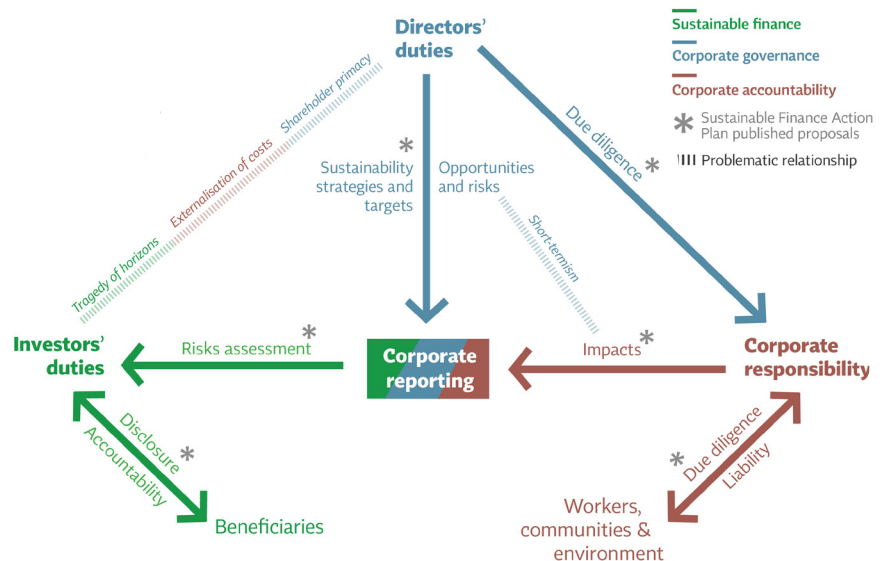 Directors'
duties
Sustainable finance
Corporate governance
Corporate accountability
* Sustainable Finance Action
Plan published proposals
Problematic relationship
Shareholder primacy
Externalisation of costs
Tragedy of horizons
*
Sustainability
strategies and
targets
Opportunities
and risks
Due diligence *
Short-termism
Investors'
duties
Risks assessment *
Corporate
reporting
Impacts *
Corporate
responsibility
Disclosure *
Accountability
Beneficiaries
* Due diligence
Liability
Workers,
communities &
environment